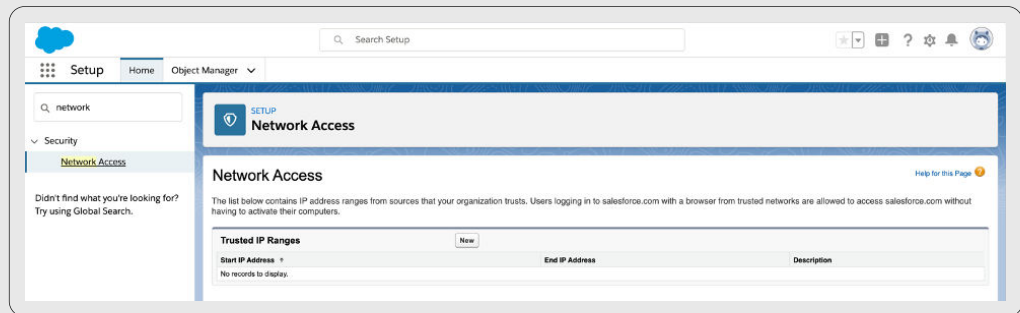 Search Setup
Setup Home Object Manager
network
Security
Network Access
Didn't find what you're looking for?
Try using Global Search.
SETUP
Network Access
Network Access
Help for this Page
The list below contains IP address ranges from sources that your organization trusts. Users logging in to salesforce.com with a browser from trusted networks are allowed to access salesforce.com without
having to activate their computers.
Trusted IP Ranges New
Start IP Address ↑ End IP Address Description
No records to display.